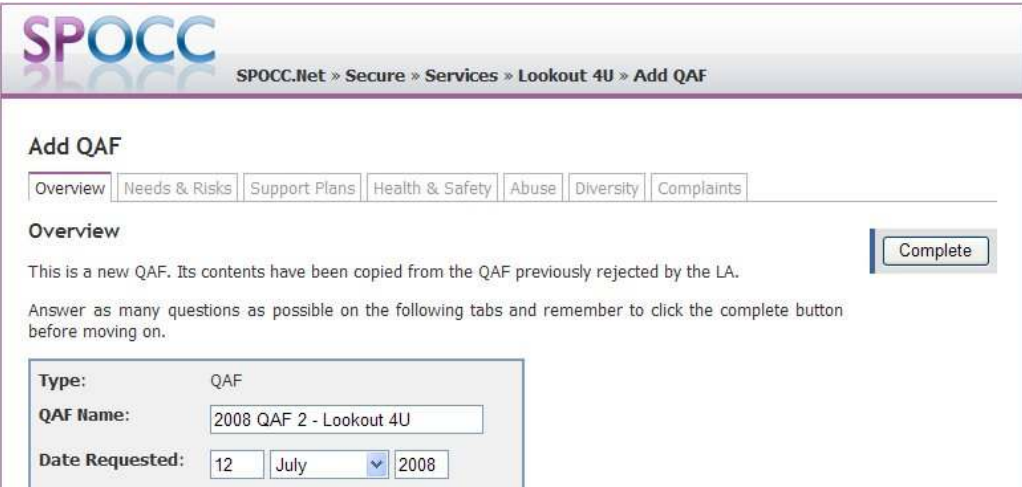 SPOCC
SPOCC.Net » Secure » Services » Lookout 4U » Add QAF
Add QAF
Overview Needs & Risks Support Plans Health & Safety Abuse Diversity Complaints
Overview
Complete
This is a new QAF. Its contents have been copied from the QAF previously rejected by the LA.
Answer as many questions as possible on the following tabs and remember to click the complete button
before moving on.
Type: QAF
QAF Name: 2008 QAF 2 - Lookout 4U
Date Requested: 12 July 2008